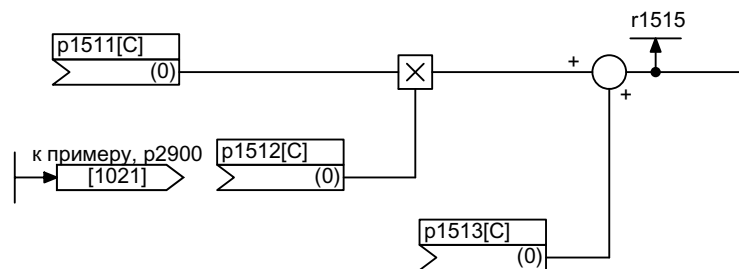 r1515
p1511[C]
(0)
+
+
к примеру, p2900
[1021]
p1512[C]
(0)
p1513[C]
(0)